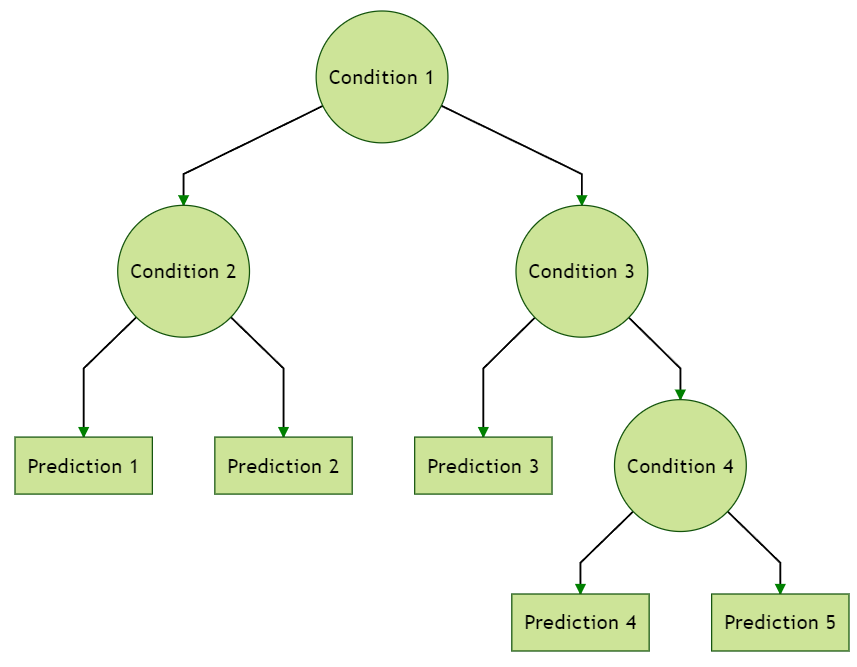 Condition 1
Condition 2
Condition 3
Prediction 1
Prediction 2
Prediction 3
Condition 4
Prediction 4
Prediction 5